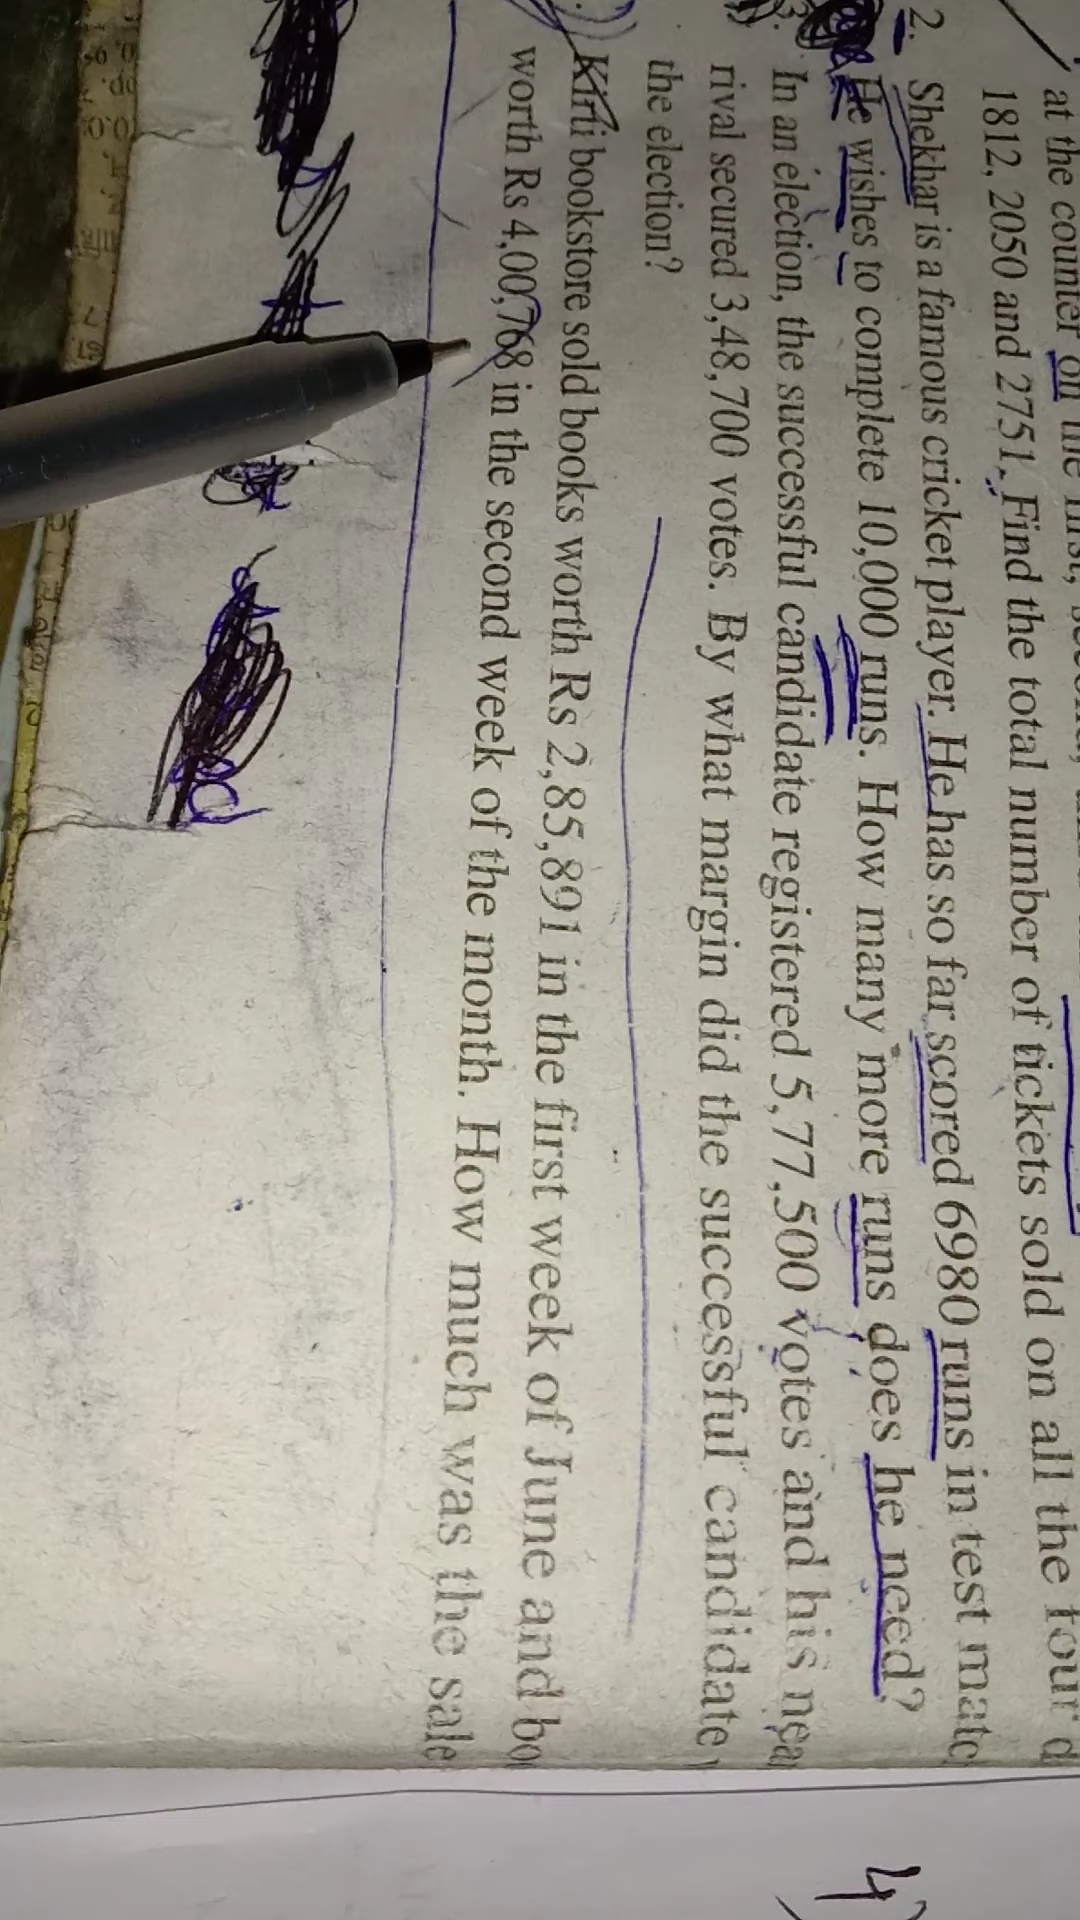 at the counter on the first,
1812, 2050 and 2751. Find the total number of tickets sold on all the four d
2. Shekhar is a famous cricket player. He has so far scored 6980 runs in test matc
He wishes to complete 10,000 runs. How many more runs does he need?
3. In an election, the successful candidate registered 5,77,500 votes and his nea
rival secured 3,48,700 votes. By what margin did the successful candidate
the election?
Kirti bookstore sold books worth Rs 2,85,891 in the first week of June and bo
worth Rs 4,00,768 in the second week of the month. How much was the sale
4)